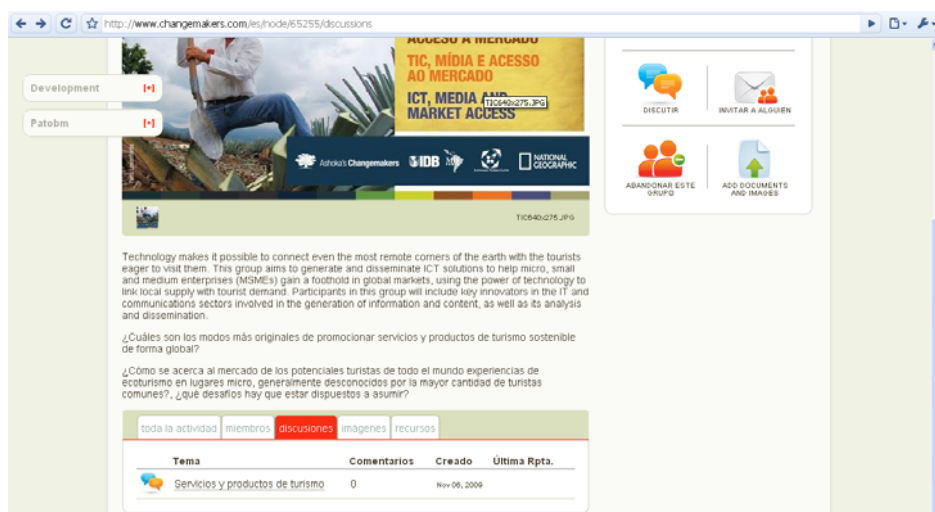 http://www.changemakers.com/es/node/65255/discussions
Development [+]
Patobm [+]
ACCESO A MERCADO
TIC, MÍDIA E ACESSO
AO MERCADO
ICT, MEDIA AND
MARKET ACCESS
TIC640x275.JPG
Ashoka's Changemakers
IDB
NATIONAL
GEOGRAPHIC
TIC640x275.JPG
DISCUTIR
INVITAR A ALGUIEN
ABANDONAR ESTE
GRUPO
ADD DOCUMENTS
AND IMAGES
Technology makes it possible to connect even the most remote corners of the earth with the tourists
eager to visit them. This group aims to generate and disseminate ICT solutions to help micro, small
and medium enterprises (MSMEs) gain a foothold in global markets, using the power of technology to
link local supply with tourist demand. Participants in this group will include key innovators in the IT and
communications sectors involved in the generation of information and content, as well as its analysis
and dissemination.
¿Cuáles son los modos más originales de promocionar servicios y productos de turismo sostenible
de forma global?
¿Cómo se acerca al mercado de los potenciales turistas de todo el mundo experiencias de
ecoturismo en lugares micro, generalmente desconocidos por la mayor cantidad de turistas
comunes?, ¿qué desafíos hay que estar dispuestos a asumir?
toda la actividad miembros discusiones imágenes recursos
Tema Comentarios Creado Última Rpta.
Servicios y productos de turismo 0 Nov 06, 2009